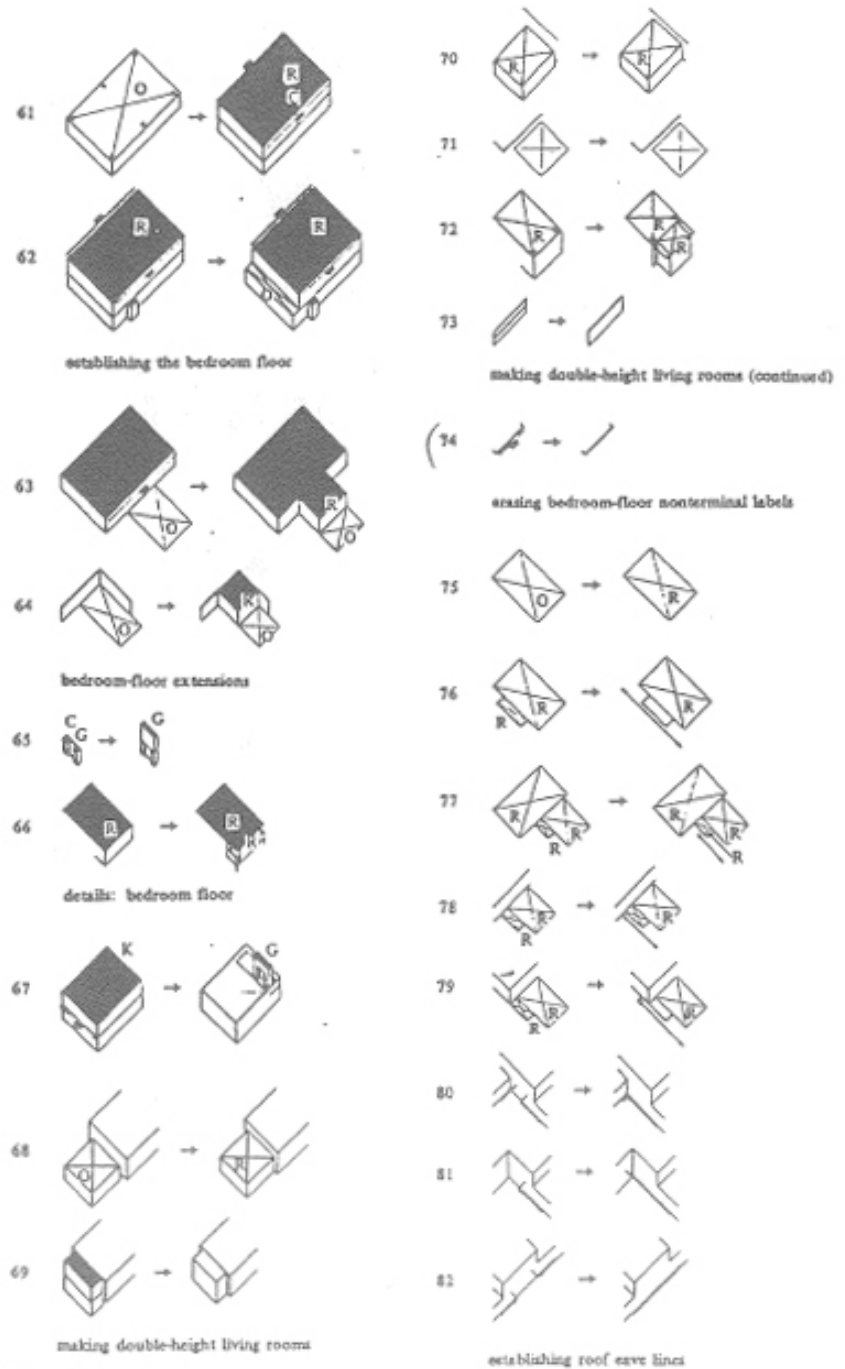 61
O
R
C
62
R
R
establishing the bedroom floor
63
O
R
O
64
O
R
O
bedroom-floor extensions
65
C
G
G
66
R
R
R
details: bedroom floor
67
K
G
68
R
69
making double-height living rooms
70
R
R
71
72
R
R
R
73
making double-height living rooms (continued)
(74
erasing bedroom-floor nonterminal labels
75
O
R
76
R
R
R
77
R
R
R
R
R
R
78
R
R
R
79
R
R
R
80
81
82
establishing roof eave lines